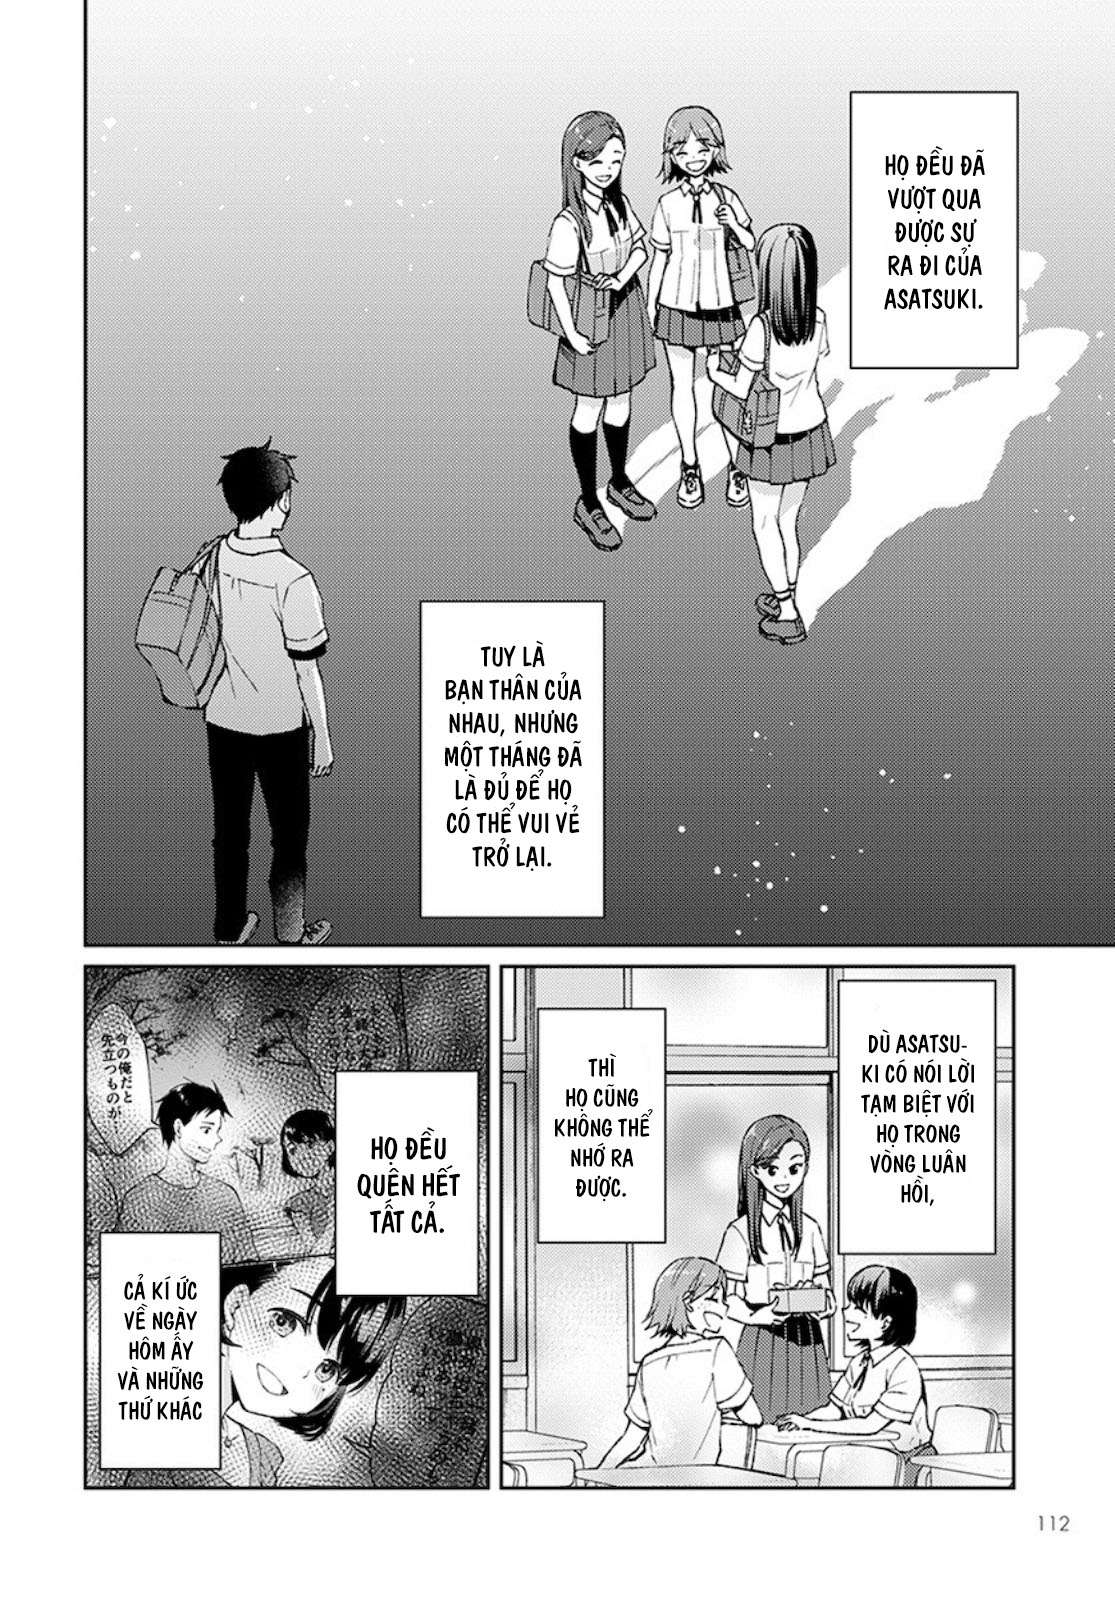 HỌ ĐỀU ĐÃ
VƯỢT QUA
ĐƯỢC SỰ
RA ĐI CỦA
ASATSUKI.
TUY LÀ
BẠN THÂN CỦA
NHAU, NHƯNG
MỘT THÁNG ĐÃ
LÀ ĐỦ ĐỂ HỌ
CÓ THỂ VUI VẺ
TRỞ LẠI.
DÙ ASATSU-
KI CÓ NÓI LỜI
TẠM BIỆT VỚI
HỌ TRONG
VÒNG LUÂN
HỒI,
THÌ
HỌ CŨNG
KHÔNG THỂ
NHỚ RA
ĐƯỢC.
HỌ ĐỀU
QUÊN HẾT
TẤT CẢ.
今の俺だと
先立つものが…
CẢ KÍ ỨC
VỀ NGÀY
HÔM ẤY
VÀ NHỮNG
THỨ KHÁC
112